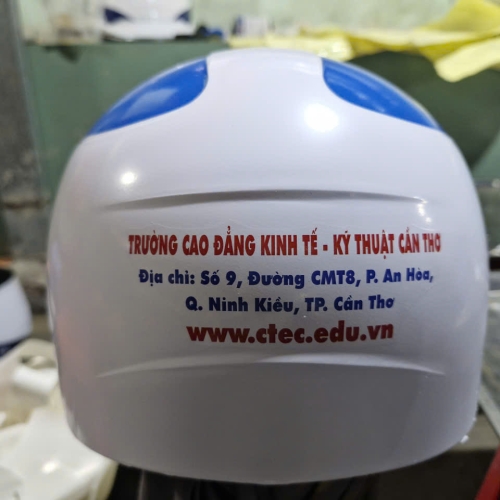 TRƯỜNG CAO ĐẲNG KINH TẾ - KỸ THUẬT CẦN THƠ
Địa chỉ: Số 9, Đường CMT8, P. An Hòa,
Q. Ninh Kiều, TP. Cần Thơ
www.ctec.edu.vn